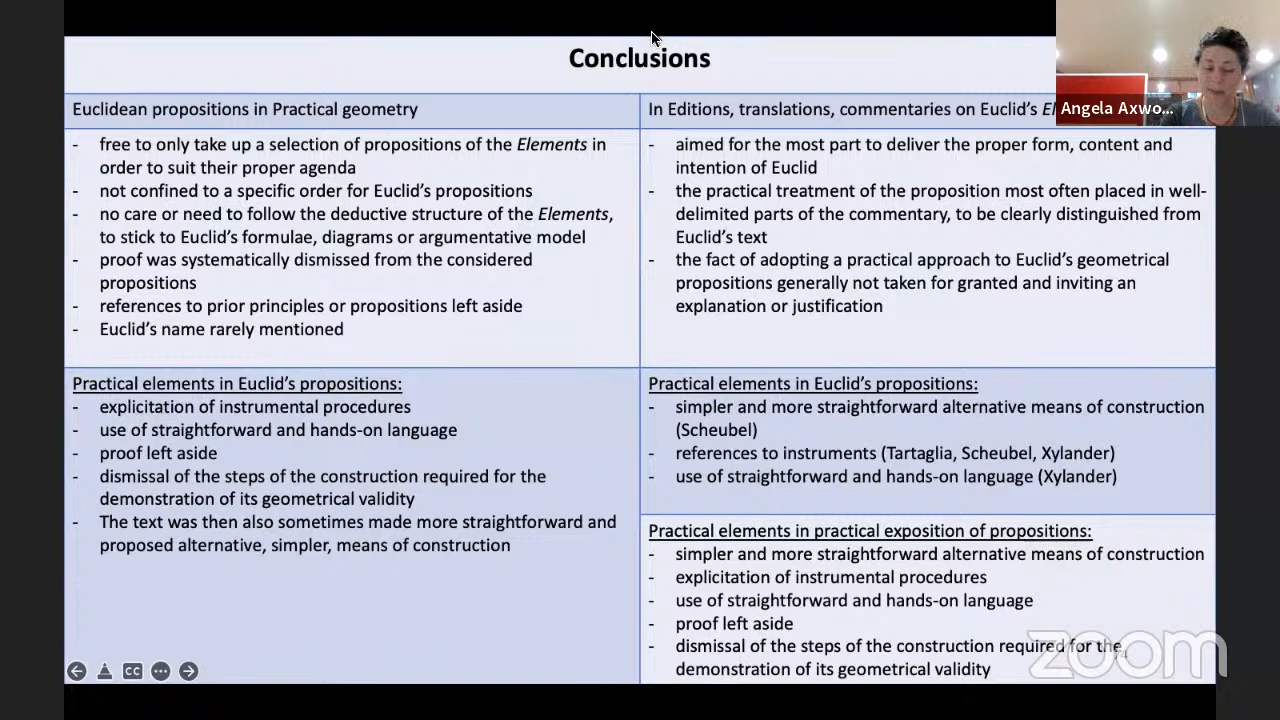 Conclusions
Angela Axwo...
Euclidean propositions in Practical geometry
- free to only take up a selection of propositions of the Elements in
order to suit their proper agenda
- not confined to a specific order for Euclid's propositions
- no care or need to follow the deductive structure of the Elements,
to stick to Euclid's formulae, diagrams or argumentative model
- proof was systematically dismissed from the considered
propositions
- references to prior principles or propositions left aside
- Euclid's name rarely mentioned
In Editions, translations, commentaries on Euclid's
- aimed for the most part to deliver the proper form, content and
intention of Euclid
- the practical treatment of the proposition most often placed in well-
delimited parts of the commentary, to be clearly distinguished from
Euclid's text
- the fact of adopting a practical approach to Euclid's geometrical
propositions generally not taken for granted and inviting an
explanation or justification
Practical elements in Euclid's propositions:
- explicitation of instrumental procedures
- use of straightforward and hands-on language
- proof left aside
- dismissal of the steps of the construction required for the
demonstration of its geometrical validity
- The text was then also sometimes made more straightforward and
proposed alternative, simpler, means of construction
Practical elements in Euclid's propositions:
- simpler and more straightforward alternative means of construction
(Scheubel)
- references to instruments (Tartaglia, Scheubel, Xylander)
- use of straightforward and hands-on language (Xylander)
Practical elements in practical exposition of propositions:
- simpler and more straightforward alternative means of construction
- explicitation of instrumental procedures
- use of straightforward and hands-on language
- proof left aside
- dismissal of the steps of the construction required for the
demonstration of its geometrical validity
CC
zoom